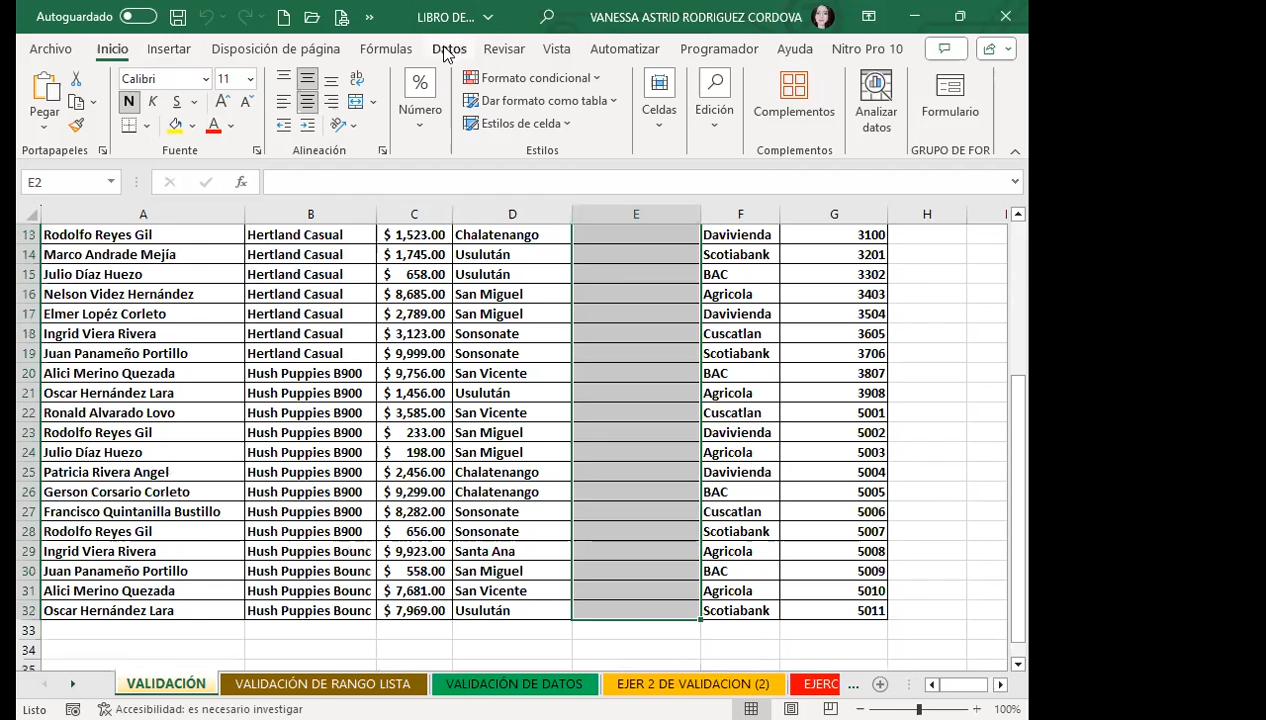 Autoguardado LIBRO DE... VANESSA ASTRID RODRIGUEZ CORDOVA
Archivo Inicio Insertar Disposición de página Fórmulas Datos Revisar Vista Automatizar Programador Ayuda Nitro Pro 10
Pegar Calibri 11 N K S A A A ab % Número Formato condicional Dar formato como tabla Estilos de celda Celdas Edición Complementos Analizar datos Formulario
Portapapeles Fuente Alineación Estilos Complementos GRUPO DE FOR
E2 fx
A B C D E F G H I
13 Rodolfo Reyes Gil Hertland Casual $ 1,523.00 Chalatenango Davivienda 3100
14 Marco Andrade Mejía Hertland Casual $ 1,745.00 Usulután Scotiabank 3201
15 Julio Díaz Huezo Hertland Casual $ 658.00 Usulután BAC 3302
16 Nelson Videz Hernández Hertland Casual $ 8,685.00 San Miguel Agricola 3403
17 Elmer Lopéz Corleto Hertland Casual $ 2,789.00 San Miguel Davivienda 3504
18 Ingrid Viera Rivera Hertland Casual $ 3,123.00 Sonsonate Cuscatlan 3605
19 Juan Panameño Portillo Hertland Casual $ 9,999.00 Sonsonate Scotiabank 3706
20 Alici Merino Quezada Hush Puppies B900 $ 9,756.00 San Vicente BAC 3807
21 Oscar Hernández Lara Hush Puppies B900 $ 1,456.00 Usulután Agricola 3908
22 Ronald Alvarado Lovo Hush Puppies B900 $ 3,585.00 San Vicente Cuscatlan 5001
23 Rodolfo Reyes Gil Hush Puppies B900 $ 233.00 San Miguel Davivienda 5002
24 Julio Díaz Huezo Hush Puppies B900 $ 198.00 San Miguel Agricola 5003
25 Patricia Rivera Angel Hush Puppies B900 $ 2,456.00 Chalatenango Davivienda 5004
26 Gerson Corsario Corleto Hush Puppies B900 $ 9,299.00 Chalatenango BAC 5005
27 Francisco Quintanilla Bustillo Hush Puppies B900 $ 8,282.00 Sonsonate Cuscatlan 5006
28 Rodolfo Reyes Gil Hush Puppies B900 $ 656.00 Sonsonate Scotiabank 5007
29 Ingrid Viera Rivera Hush Puppies Bounc $ 9,923.00 Santa Ana Agricola 5008
30 Juan Panameño Portillo Hush Puppies Bounc $ 558.00 San Miguel BAC 5009
31 Alici Merino Quezada Hush Puppies Bounc $ 7,681.00 San Vicente Agricola 5010
32 Oscar Hernández Lara Hush Puppies Bounc $ 7,969.00 Usulután Scotiabank 5011
33
34
35
VALIDACIÓN VALIDACIÓN DE RANGO LISTA VALIDACIÓN DE DATOS EJER 2 DE VALIDACION (2) EJERC ...
Listo Accesibilidad: es necesario investigar 100%